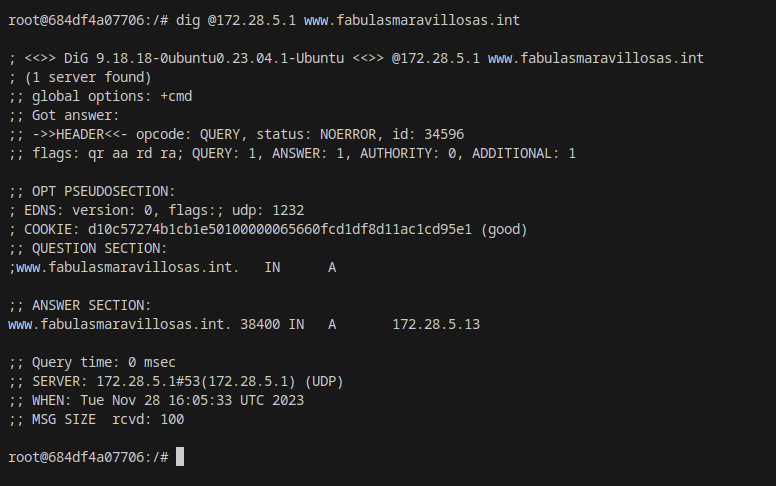 root@684df4a07706:/# dig @172.28.5.1 www.fabulasmaravillosas.int
; <<>> DiG 9.18.18-0ubuntu0.23.04.1-Ubuntu <<>> @172.28.5.1 www.fabulasmaravillosas.int
; (1 server found)
;; global options: +cmd
;; Got answer:
;; ->>HEADER<<- opcode: QUERY, status: NOERROR, id: 34596
;; flags: qr aa rd ra; QUERY: 1, ANSWER: 1, AUTHORITY: 0, ADDITIONAL: 1
;; OPT PSEUDOSECTION:
; EDNS: version: 0, flags:; udp: 1232
; COOKIE: d10c57274b1cb1e50100000065660fcd1df8d11ac1cd95e1 (good)
;; QUESTION SECTION:
;www.fabulasmaravillosas.int. IN A
;; ANSWER SECTION:
www.fabulasmaravillosas.int. 38400 IN A 172.28.5.13
;; Query time: 0 msec
;; SERVER: 172.28.5.1#53(172.28.5.1) (UDP)
;; WHEN: Tue Nov 28 16:05:33 UTC 2023
;; MSG SIZE rcvd: 100
root@684df4a07706:/#